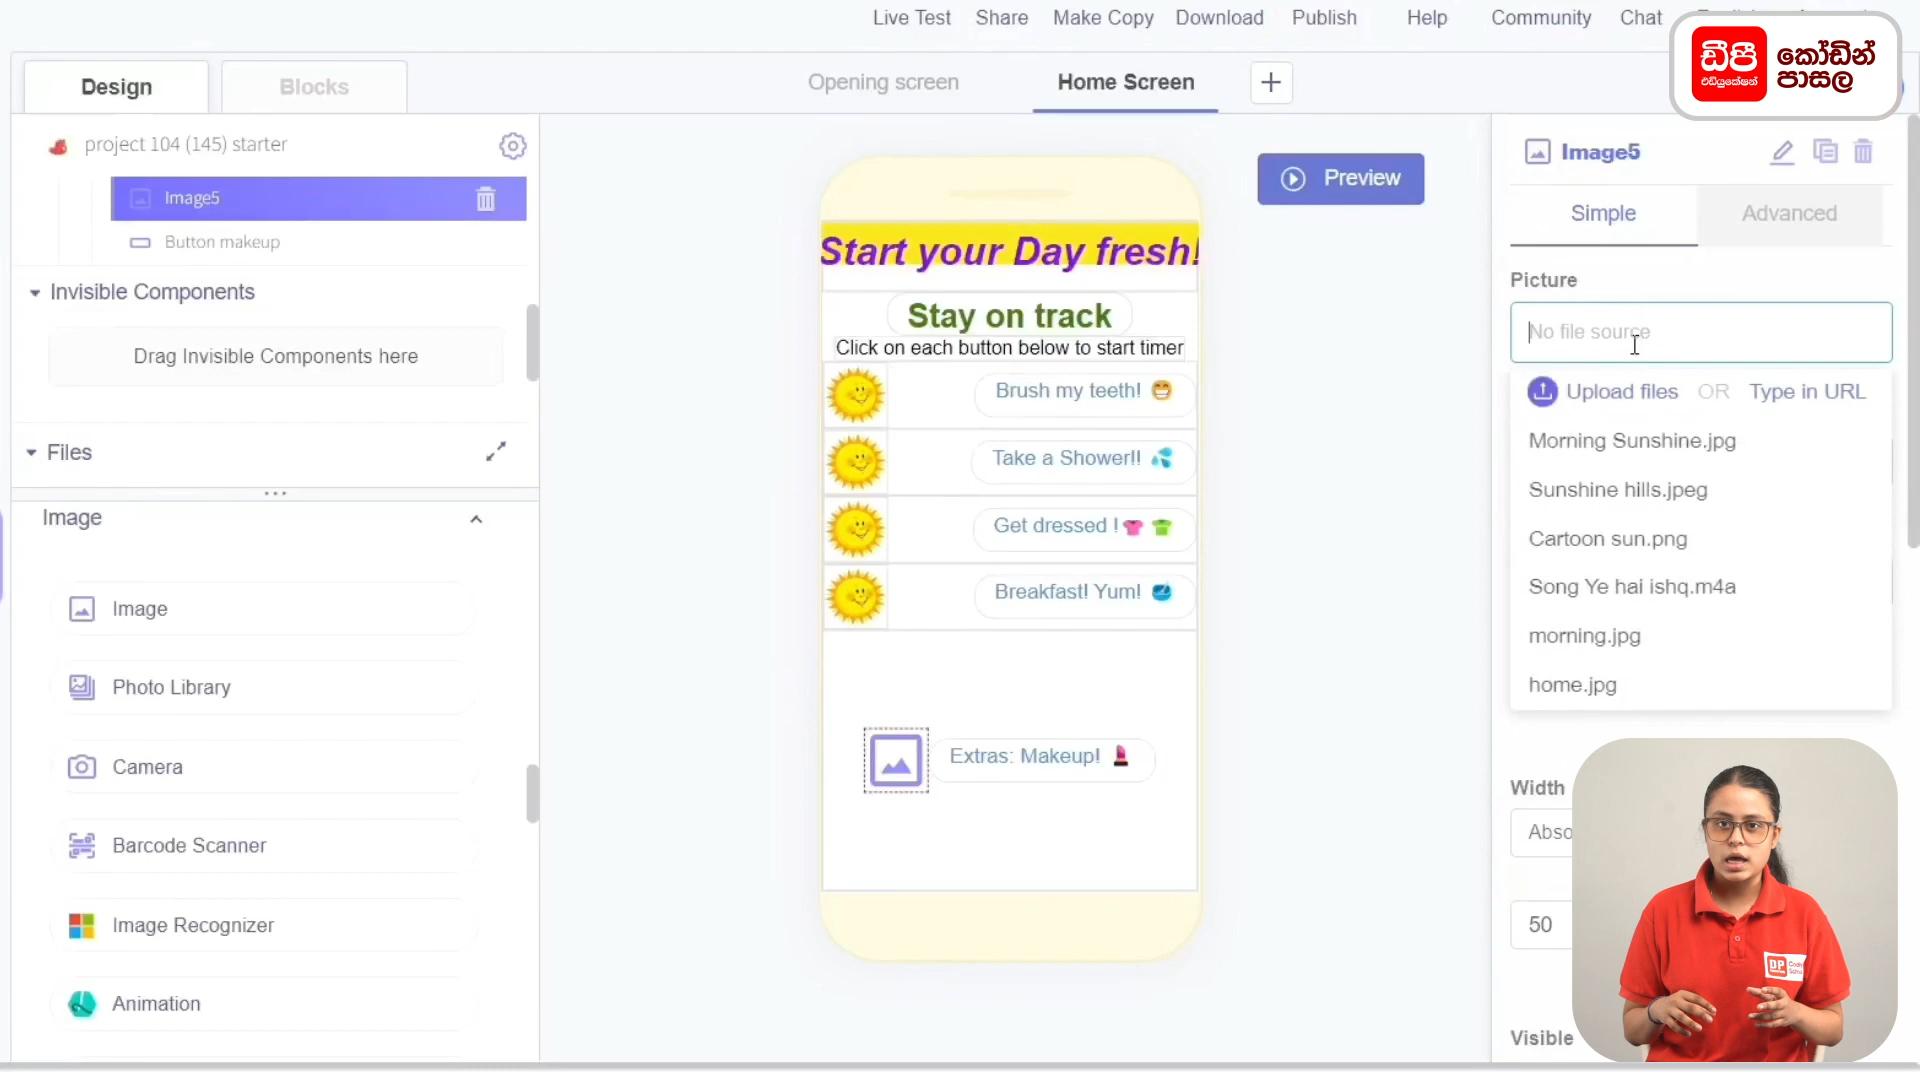 Live Test Share Make Copy Download Publish Help Community Chat
ඩීපී
එඩියුකේෂන්
කෝඩින්
පාසල
Design Blocks
Opening screen Home Screen +
project 104 (145) starter
Image5
Button makeup
Invisible Components
Drag Invisible Components here
Files
Image
Image
Photo Library
Camera
Barcode Scanner
Image Recognizer
Animation
Preview
Start your Day fresh!
Stay on track
Click on each button below to start timer
Brush my teeth! 😁
Take a Shower!! 💦
Get dressed !👚 👕
Breakfast! Yum! 🥣
Extras: Makeup! 💄
Image5
Simple Advanced
Picture
No file source
Upload files OR Type in URL
Morning Sunshine.jpg
Sunshine hills.jpeg
Cartoon sun.png
Song Ye hai ishq.m4a
morning.jpg
home.jpg
Width
Abso
50
Visible
DP